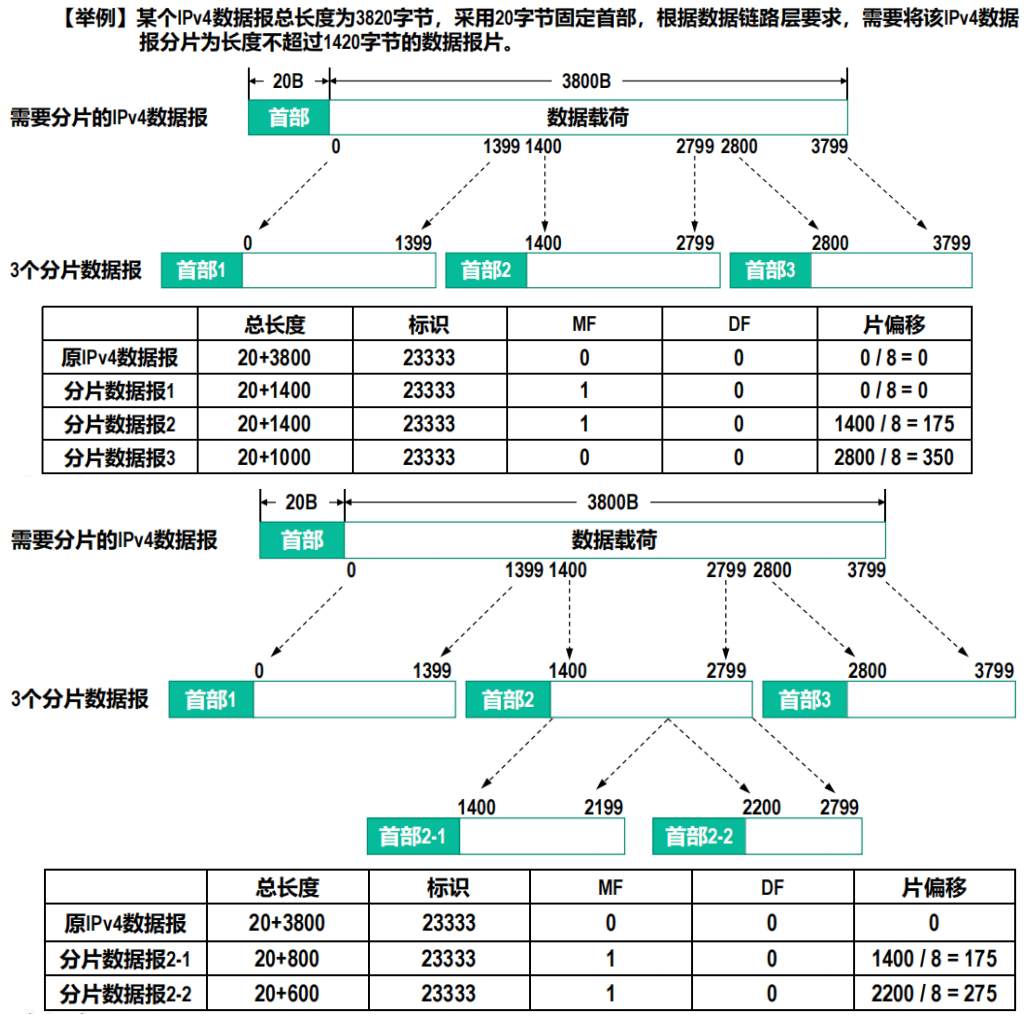 【举例】某个IPv4数据报总长度为3820字节，采用20字节固定首部，根据数据链路层要求，需要将该IPv4数据
报分片为长度不超过1420字节的数据报片。
20B 3800B
需要分片的IPv4数据报 首部 数据载荷
0 1399 1400 2799 2800 3799
0 1399 1400 2799 2800 3799
3个分片数据报 首部1 首部2 首部3
总长度 标识 MF DF 片偏移
原IPv4数据报 20+3800 23333 0 0 0 / 8 = 0
分片数据报1 20+1400 23333 1 0 0 / 8 = 0
分片数据报2 20+1400 23333 1 0 1400 / 8 = 175
分片数据报3 20+1000 23333 0 0 2800 / 8 = 350
20B 3800B
需要分片的IPv4数据报 首部 数据载荷
0 1399 1400 2799 2800 3799
0 1399 1400 2799 2800 3799
3个分片数据报 首部1 首部2 首部3
1400 2199 2200 2799
首部2-1 首部2-2
总长度 标识 MF DF 片偏移
原IPv4数据报 20+3800 23333 0 0 0
分片数据报2-1 20+800 23333 1 0 1400 / 8 = 175
分片数据报2-2 20+600 23333 1 0 2200 / 8 = 275